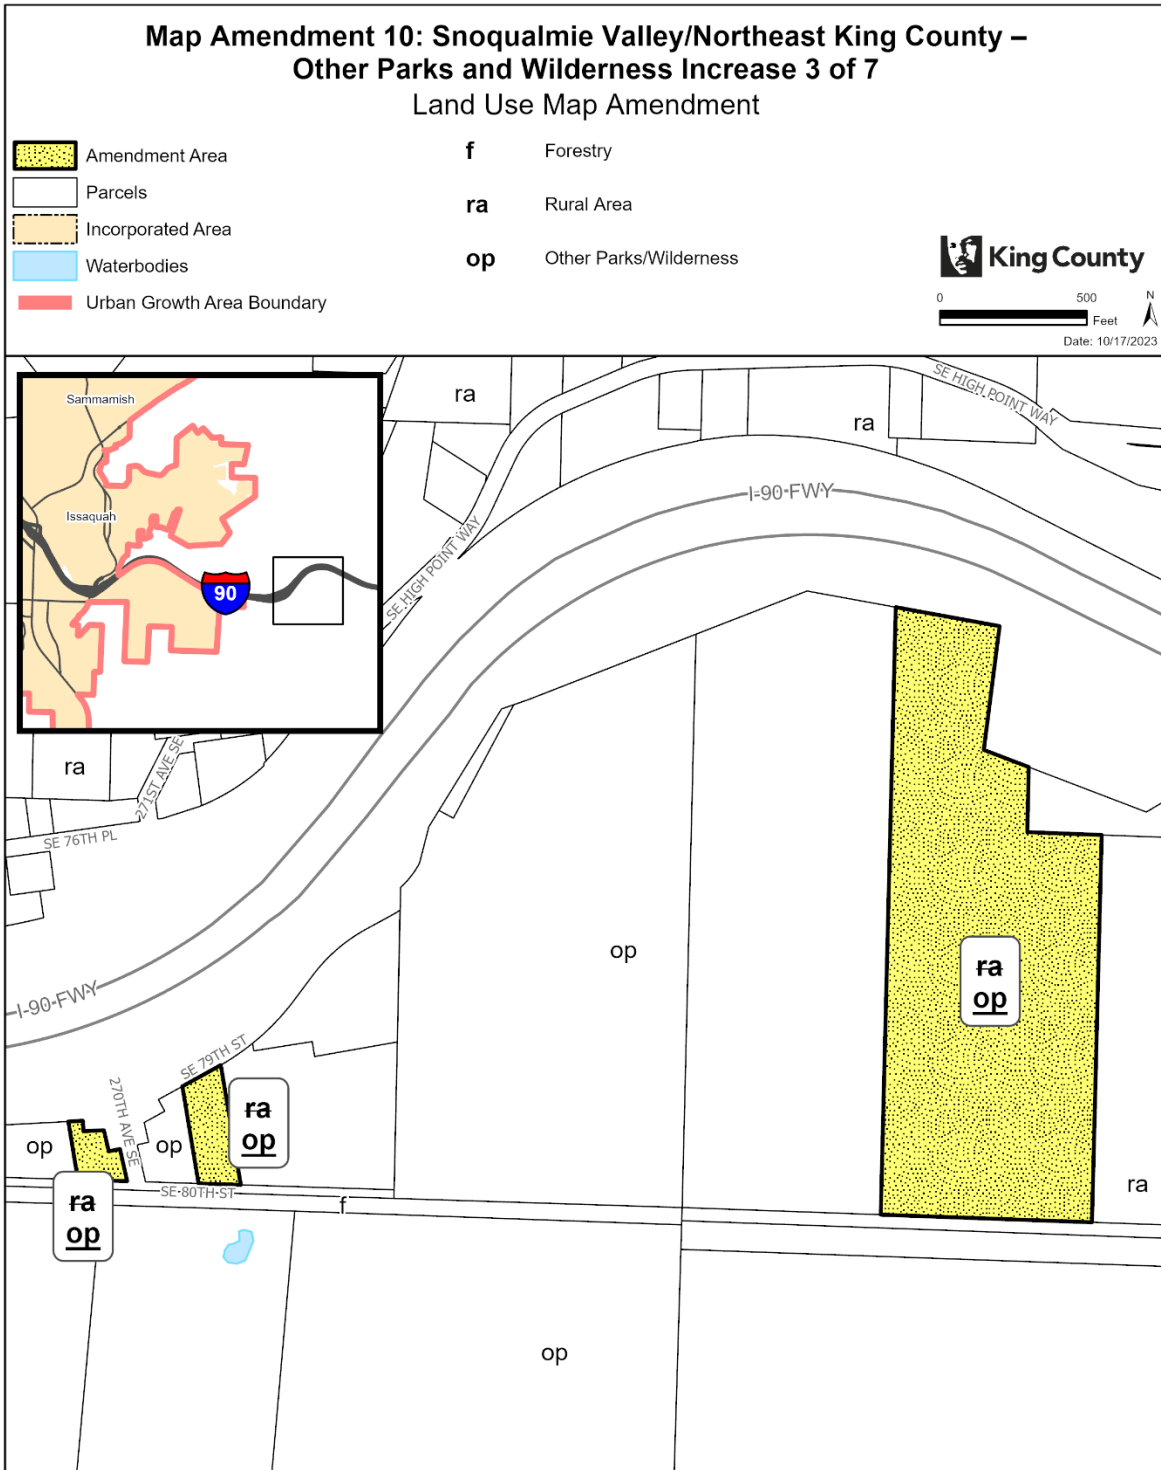 Map Amendment 10: Snoqualmie Valley/Northeast King County –
Other Parks and Wilderness Increase 3 of 7
Land Use Map Amendment
Amendment Area
Parcels
Incorporated Area
Waterbodies
Urban Growth Area Boundary
f Forestry
ra Rural Area
op Other Parks/Wilderness
King County
0 500
Feet
N
Date: 10/17/2023
Sammamish
Issaquah
90
ra
SE HIGH POINT WAY
ra
I-90 FWY
SE HIGH POINT WAY
ra
271ST AVE SE
SE 76TH PL
op
ra
op
I-90 FWY
SE 79TH ST
270TH AVE SE
ra
op
op
op
ra
SE 80TH ST
ra
op
f
op